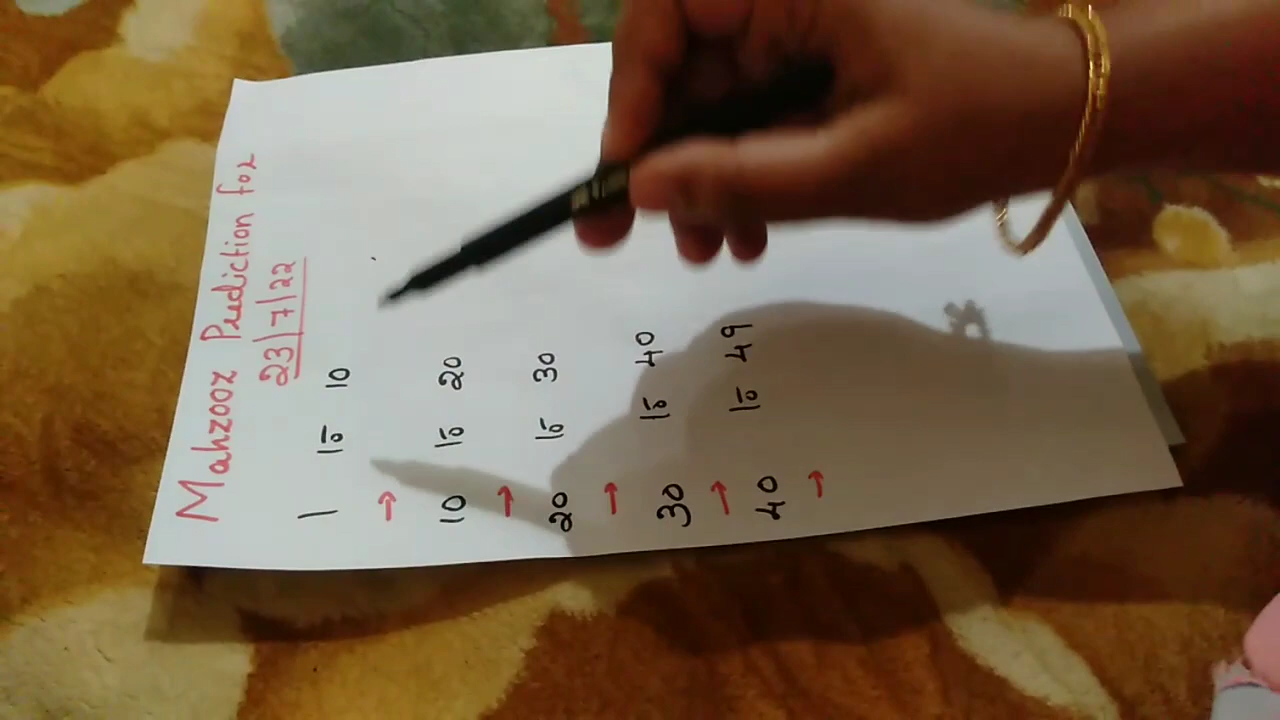 Mahzooz Prediction for
23/7/22
1 to 10
→
10 to 20
→
20 to 30
→
30 to 40
→
40 to 49
→